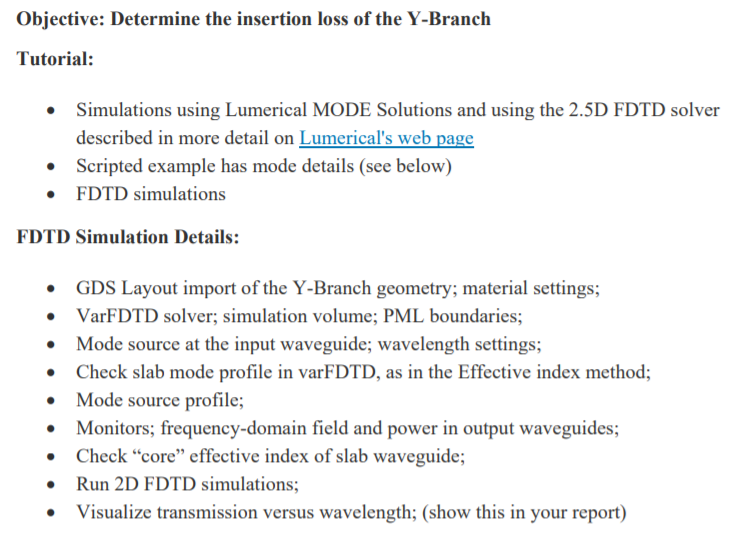 Objective: Determine the insertion loss of the Y-Branch
Tutorial:
• Simulations using Lumerical MODE Solutions and using the 2.5D FDTD solver
described in more detail on Lumerical's web page
• Scripted example has mode details (see below)
• FDTD simulations
FDTD Simulation Details:
• GDS Layout import of the Y-Branch geometry; material settings;
• VarFDTD solver; simulation volume; PML boundaries;
• Mode source at the input waveguide; wavelength settings;
• Check slab mode profile in varFDTD, as in the Effective index method;
• Mode source profile;
• Monitors; frequency-domain field and power in output waveguides;
• Check “core” effective index of slab waveguide;
• Run 2D FDTD simulations;
• Visualize transmission versus wavelength; (show this in your report)